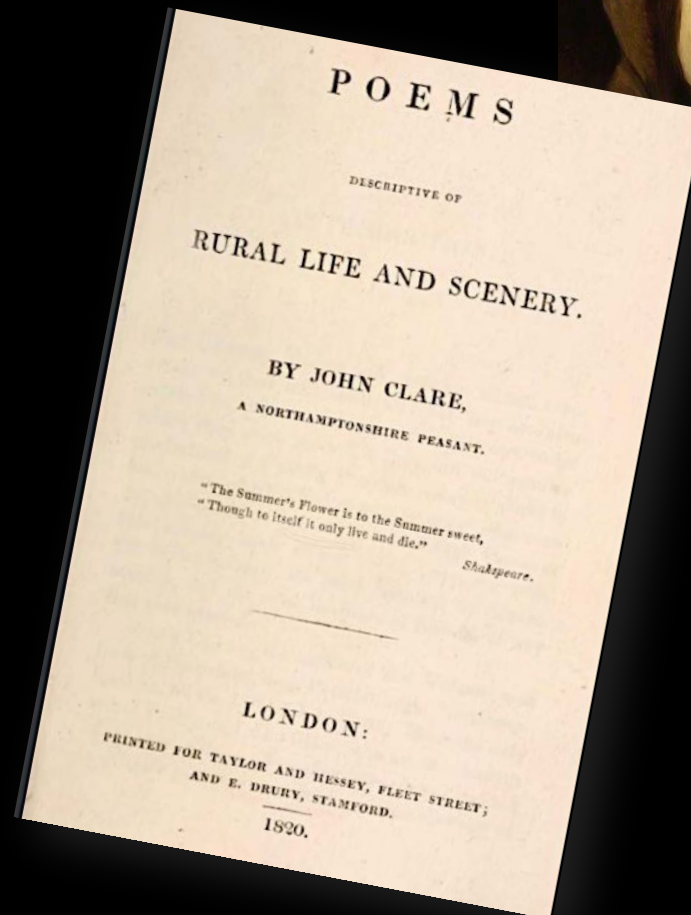 POEMS
DESCRIPTIVE OF
RURAL LIFE AND SCENERY.
BY JOHN CLARE,
A NORTHAMPTONSHIRE PEASANT.
"The Summer's Flower is to the Summer sweet,
"Though to itself it only live and die."
Shakspeare.
LONDON:
PRINTED FOR TAYLOR AND HESSEY, FLEET STREET;
AND E. DRURY, STAMFORD.
1820.